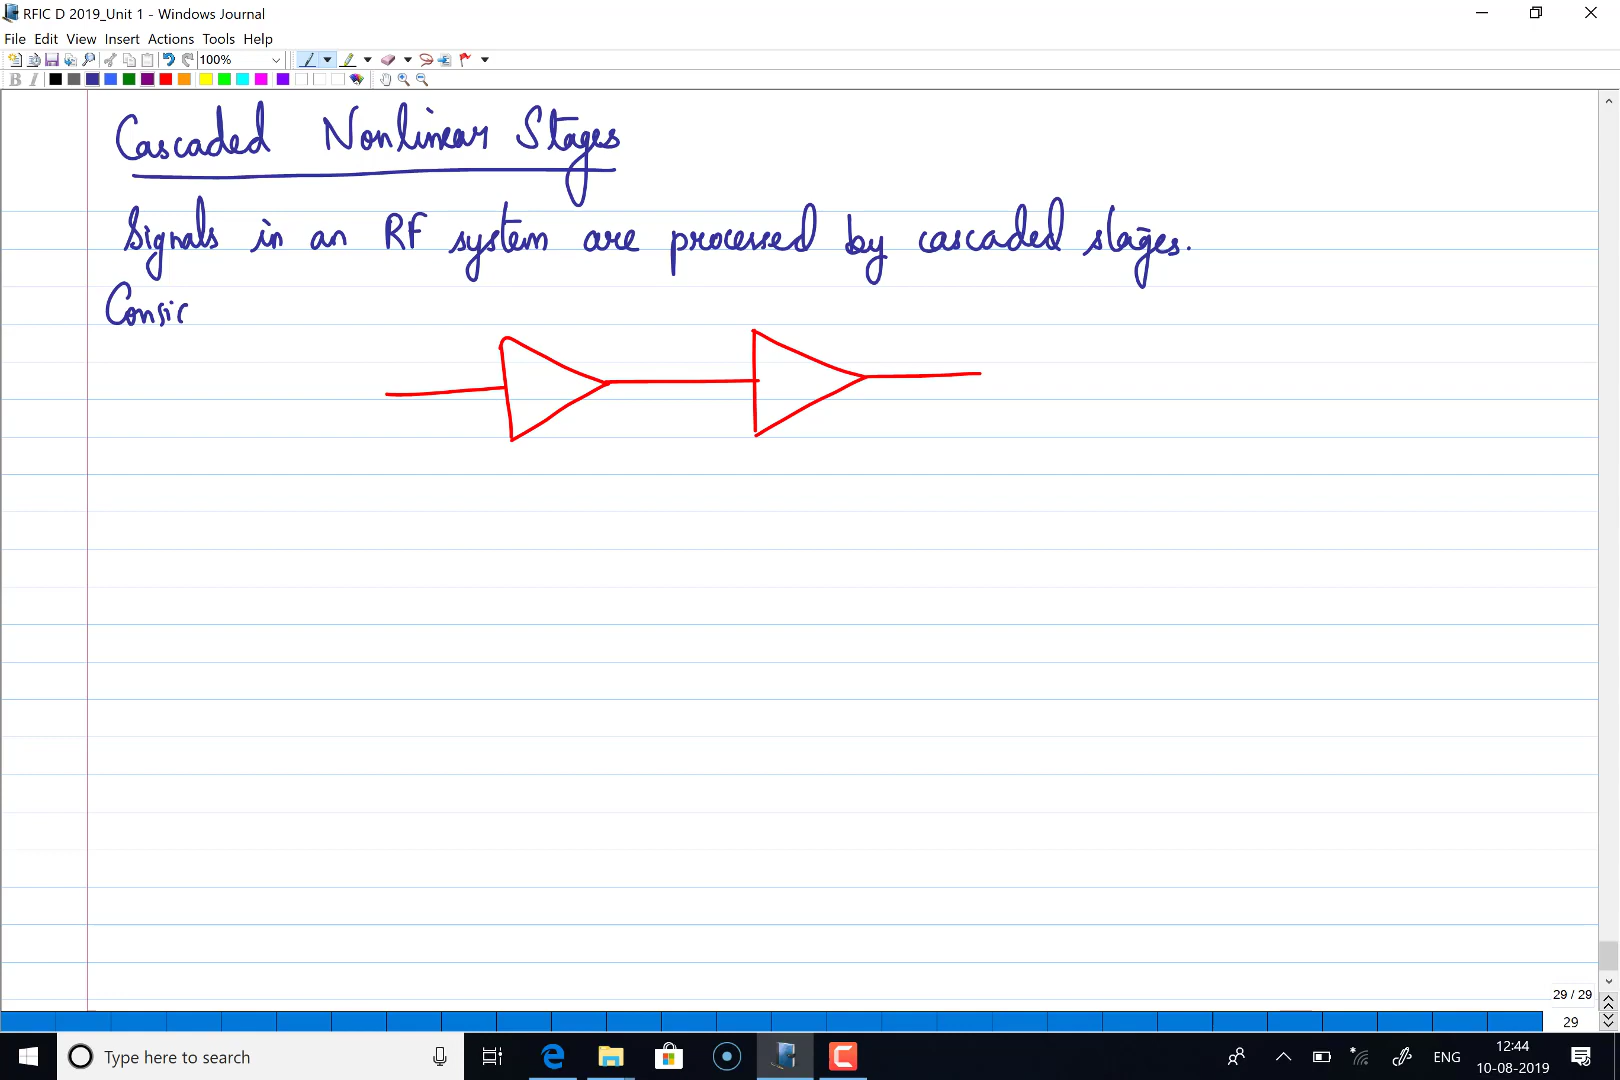 RFIC D 2019_Unit 1 - Windows Journal
File Edit View Insert Actions Tools Help
100%
B I
Cascaded Nonlinear Stages
Signals in an RF system are processed by cascaded stages.
Consid
29 / 29
29
Type here to search
ENG
12:44
10-08-2019